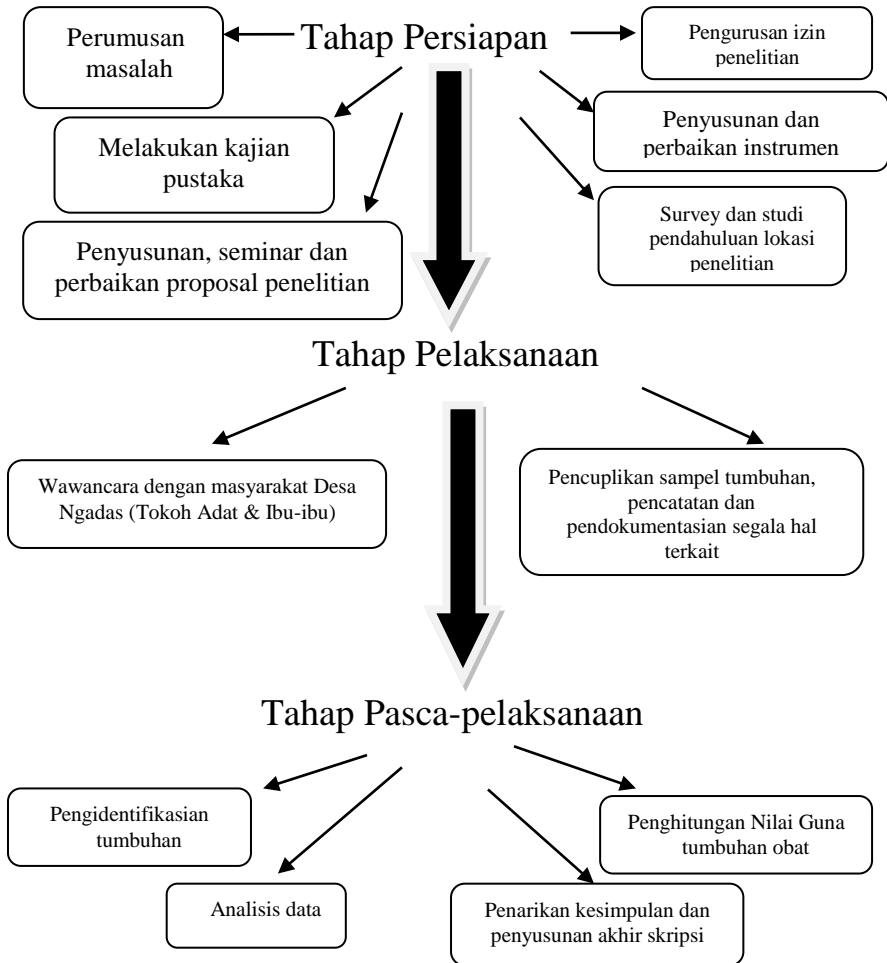 Tahap Persiapan
Perumusan
masalah
Pengurusan izin
penelitian
Melakukan kajian
pustaka
Penyusunan dan
perbaikan instrumen
Penyusunan, seminar dan
perbaikan proposal penelitian
Survey dan studi
pendahuluan lokasi
penelitian
Tahap Pelaksanaan
Wawancara dengan masyarakat Desa
Ngadas (Tokoh Adat & Ibu-ibu)
Pencuplikan sampel tumbuhan,
pencatatan dan
pendokumentasian segala hal
terkait
Tahap Pasca-pelaksanaan
Pengidentifikasian
tumbuhan
Penghitungan Nilai Guna
tumbuhan obat
Analisis data
Penarikan kesimpulan dan
penyusunan akhir skripsi